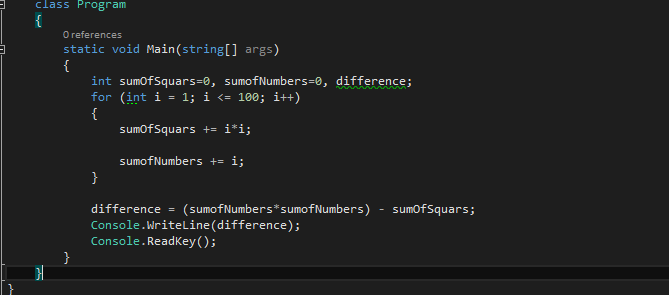 class Program
{
0 references
static void Main(string[] args)
{
int sumOfSquars=0, sumofNumbers=0, difference;
for (int i = 1; i <= 100; i++)
{
sumOfSquars += i*i;
sumofNumbers += i;
}
difference = (sumofNumbers*sumofNumbers) - sumOfSquars;
Console.WriteLine(difference);
Console.ReadKey();
}
}
}